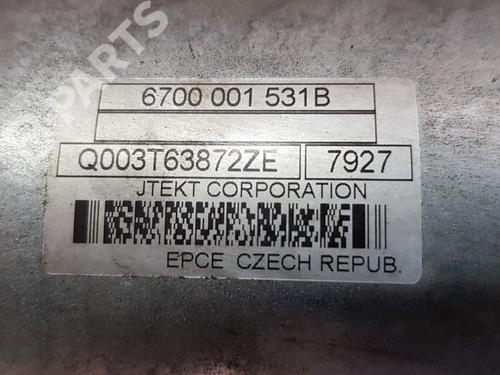 PARTS
6700 001 531B
Q003T63872ZE 7927
JTEKT CORPORATION
EPCE CZECH REPUB.